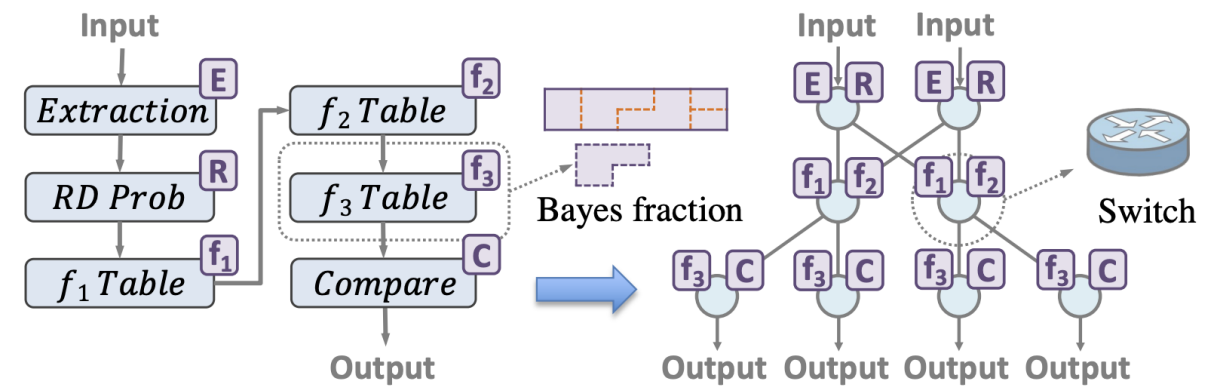 Input
Extraction
E
RD Prob
R
f1 Table
f1
f2 Table
f2
f3 Table
f3
Compare
C
Output
Bayes fraction
Input Input
E R E R
f1 f2 f1 f2
Switch
f3 C f3 C f3 C f3 C
Output Output Output Output